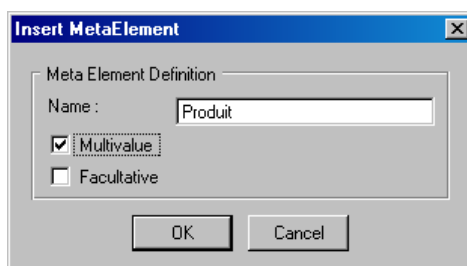 Insert MetaElement
Meta Element Definition
Name :
Produit
Multivalue
Facultative
OK Cancel